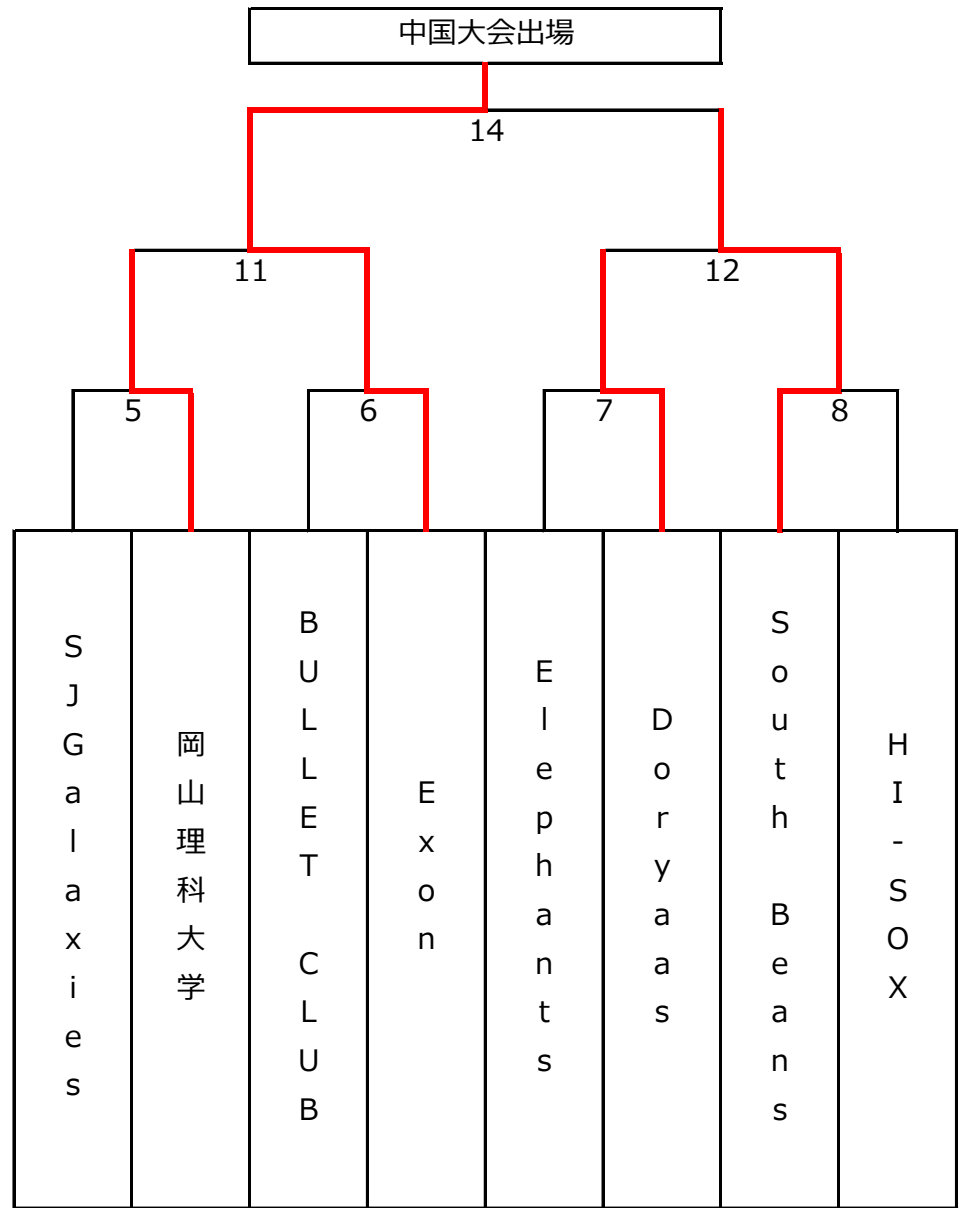 中国大会出場
14
11
12
5
6
7
8
SJGalaxies
岡山理科大学
BULLET CLUB
Exon
Elephants
Doryaas
South Beans
HI-SOX